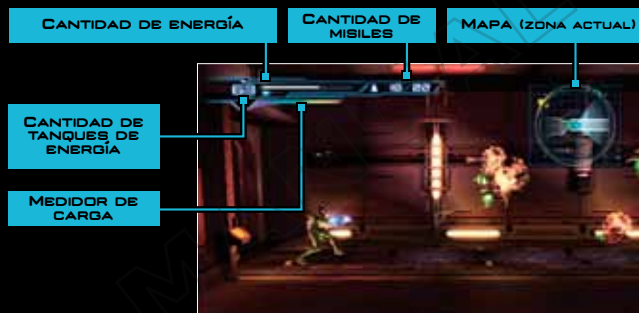 CANTIDAD DE ENERGÍA
CANTIDAD DE
MISILES
MAPA (ZONA ACTUAL)
CANTIDAD DE
TANQUES DE
ENERGÍA
MEDIDOR DE
CARGA